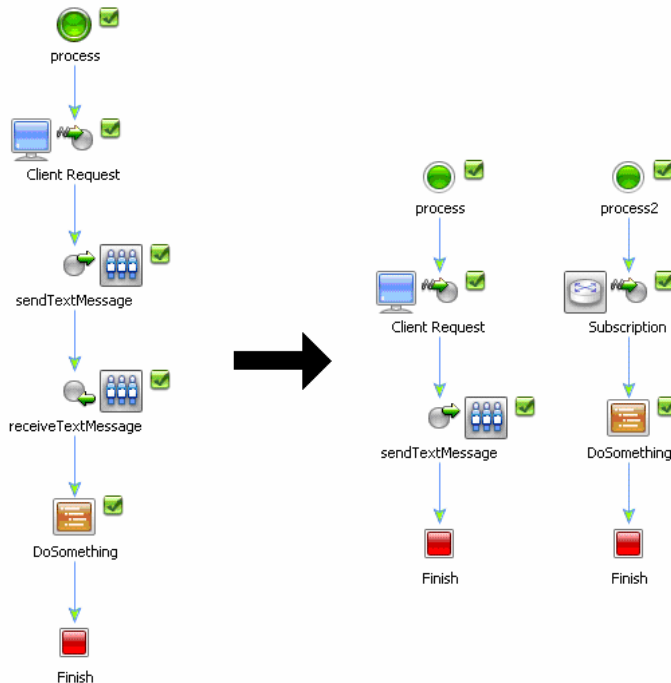 process
Client Request
sendTextMessage
receiveTextMessage
DoSomething
Finish
process
Client Request
sendTextMessage
Finish
process2
Subscription
DoSomething
Finish